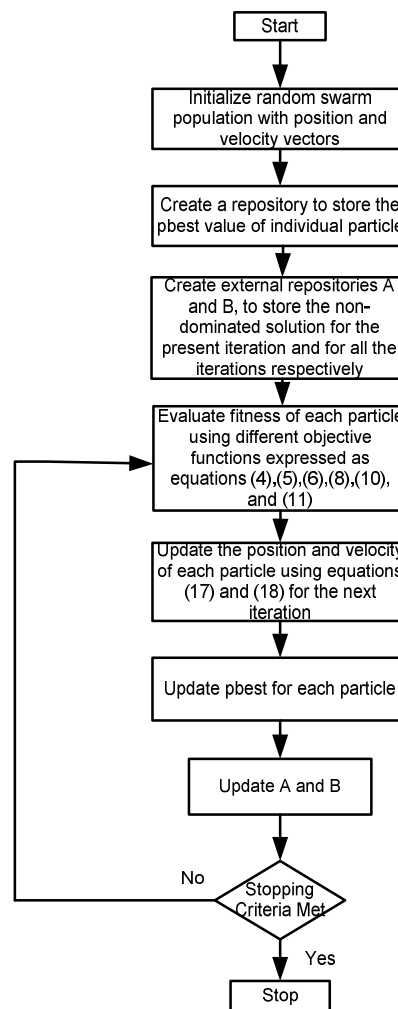 Start
Initialize random swarm
population with position and
velocity vectors
Create a repository to store the
pbest value of individual particle
Create external repositories A
and B, to store the non-
dominated solution for the
present iteration and for all the
iterations respectively
Evaluate fitness of each particle
using different objective
functions expressed as
equations (4),(5),(6),(8),(10),
and (11)
Update the position and velocity
of each particle using equations
(17) and (18) for the next
iteration
Update pbest for each particle
Update A and B
No
Stopping
Criteria Met
Yes
Stop